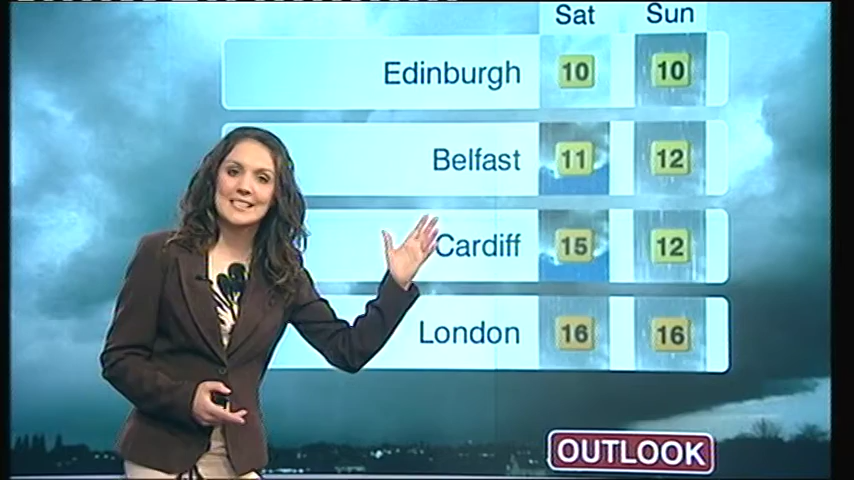 Sat Sun
Edinburgh 10 10
Belfast 11 12
Cardiff 15 12
London 16 16
OUTLOOK